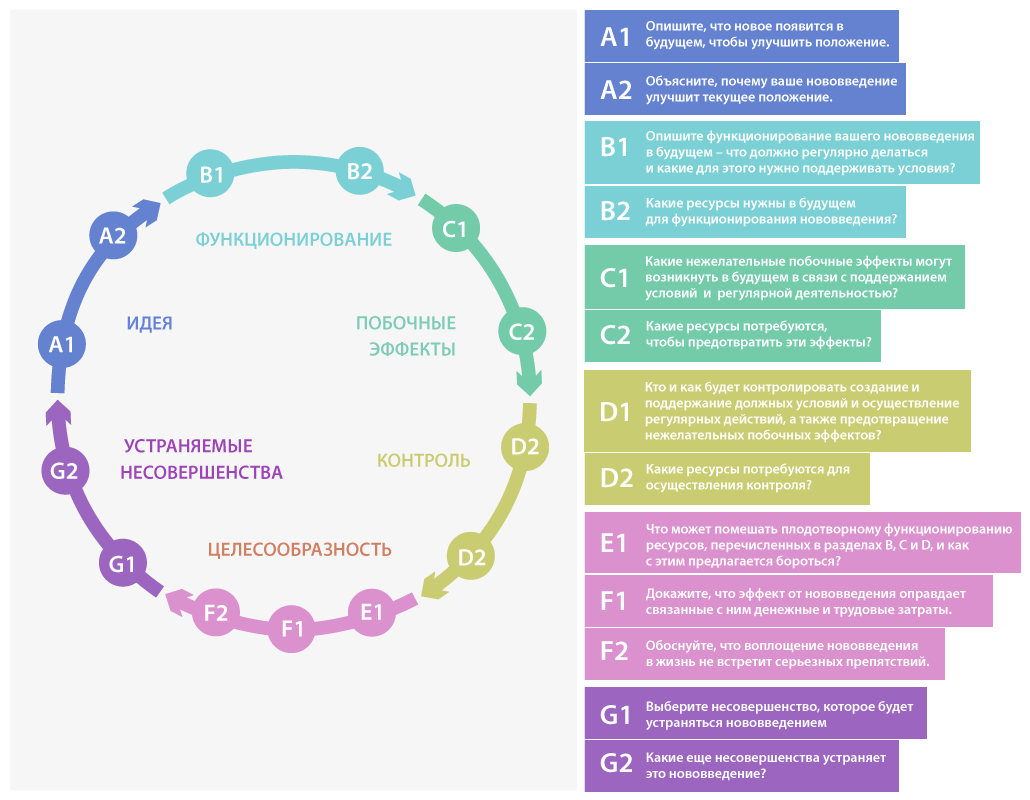 B1
B2
A2
C1
ФУНКЦИОНИРОВАНИЕ
ИДЕЯ
ПОБОЧНЫЕ
ЭФФЕКТЫ
A1
C2
УСТРАНЯЕМЫЕ
НЕСОВЕРШЕНСТВА
КОНТРОЛЬ
G2
D2
ЦЕЛЕСООБРАЗНОСТЬ
G1
D2
F2
F1
E1
A1
Опишите, что новое появится в
будущем, чтобы улучшить положение.
A2
Объясните, почему ваше нововведение
улучшит текущее положение.
B1
Опишите функционирование вашего нововведения
в будущем – что должно регулярно делаться
и какие для этого нужно поддерживать условия?
B2
Какие ресурсы нужны в будущем
для функционирования нововведения?
C1
Какие нежелательные побочные эффекты могут
возникнуть в будущем в связи с поддержанием
условий и регулярной деятельностью?
C2
Какие ресурсы потребуются,
чтобы предотвратить эти эффекты?
D1
Кто и как будет контролировать создание и
поддержание должных условий и осуществление
регулярных действий, а также предотвращение
нежелательных побочных эффектов?
D2
Какие ресурсы потребуются для
осуществления контроля?
E1
Что может помешать плодотворному функционированию
ресурсов, перечисленных в разделах B, C и D, и как
с этим предлагается бороться?
F1
Докажите, что эффект от нововведения оправдает
связанные с ним денежные и трудовые затраты.
F2
Обоснуйте, что воплощение нововведения
в жизнь не встретит серьезных препятствий.
G1
Выберите несовершенство, которое будет
устраняться нововведением
G2
Какие еще несовершенства устраняет
это нововведение?